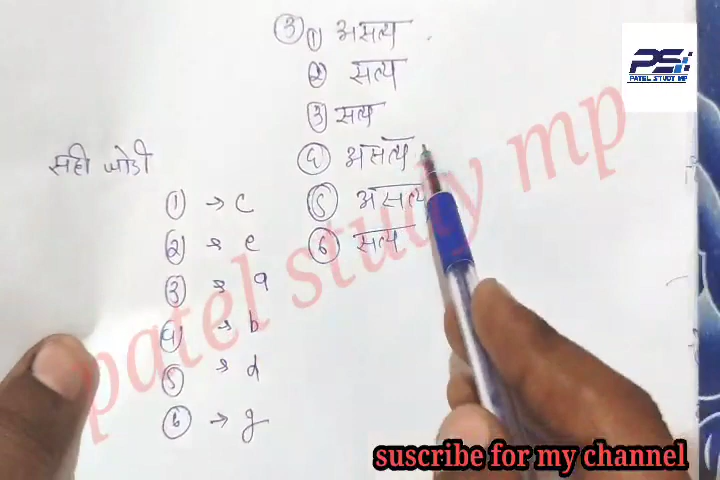 ③ ① असत्य
② सत्य
③ सत्य
④ असत्य
⑤ असत्य
⑥ सत्य
सही जोडी
① → c
② → e
③ → a
④ → b
⑤ → d
⑥ → g
PS
PATEL STUDY MP
patel study mp
suscribe for my channel